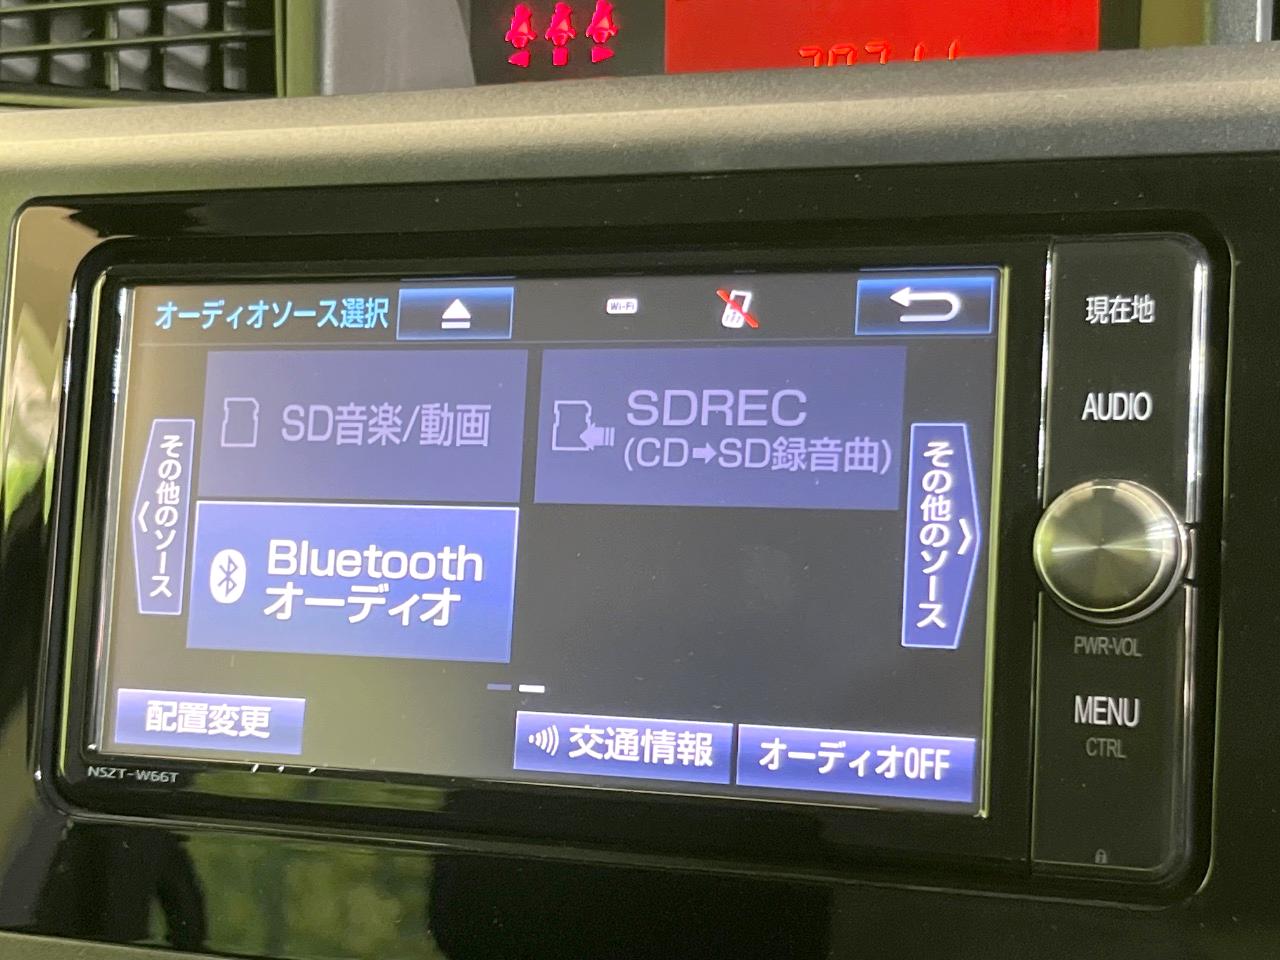 オーディオソース選択
Wi-Fi
現在地
SD音楽/動画
SDREC
(CD➡SD録音曲)
AUDIO
その他のソース
その他のソース
Bluetooth
オーディオ
PWR-VOL
MENU
CTRL
配置変更
交通情報
オーディオOFF
NSZT-W66T